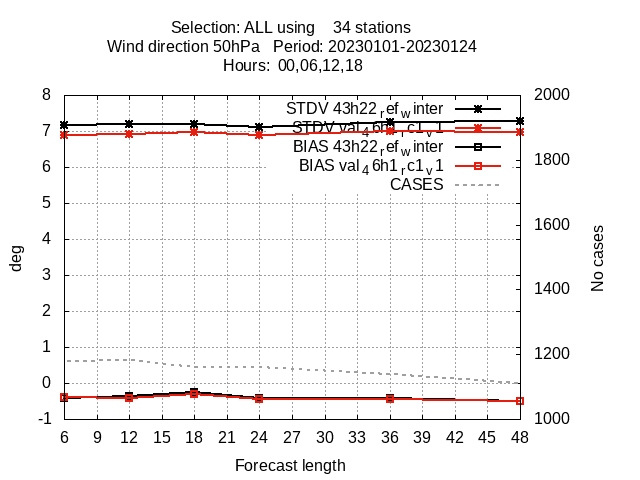 Selection: ALL using    34 stations
Wind direction 50hPa   Period: 20230101-20230124
Hours:  00,06,12,18
8
7
6
5
4
3
2
1
0
-1
2000
1800
1600
1400
1200
1000
deg
No cases
STDV 43h22_ref_winter
STDV val_46h1_rc1_v1
BIAS 43h22_ref_winter
BIAS val_46h1_rc1_v1
CASES
6 9 12 15 18 21 24 27 30 33 36 39 42 45 48
Forecast length